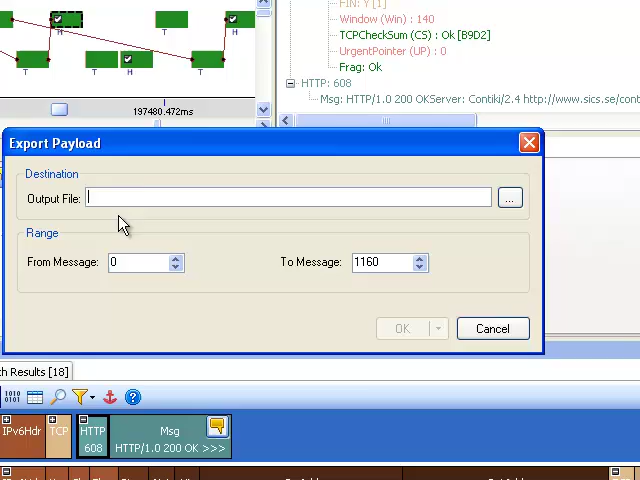 FIN: Y [1]
Window (Win) : 140
TCPCheckSum (CS) : Ok [B9D2]
UrgentPointer (UP) : 0
Frag: Ok
HTTP: 608
Msg: HTTP/1.0 200 OKServer: Contiki/2.4 http://www.sics.se/cont
H
H
T
T
H
T
197480.472ms
Export Payload
Destination
Output File:
...
Range
From Message: 0
To Message: 1160
OK
Cancel
h Results [18]
1010
0101
IPv6Hdr
TCP
HTTP
608
Msg
HTTP/1.0 200 OK >>>